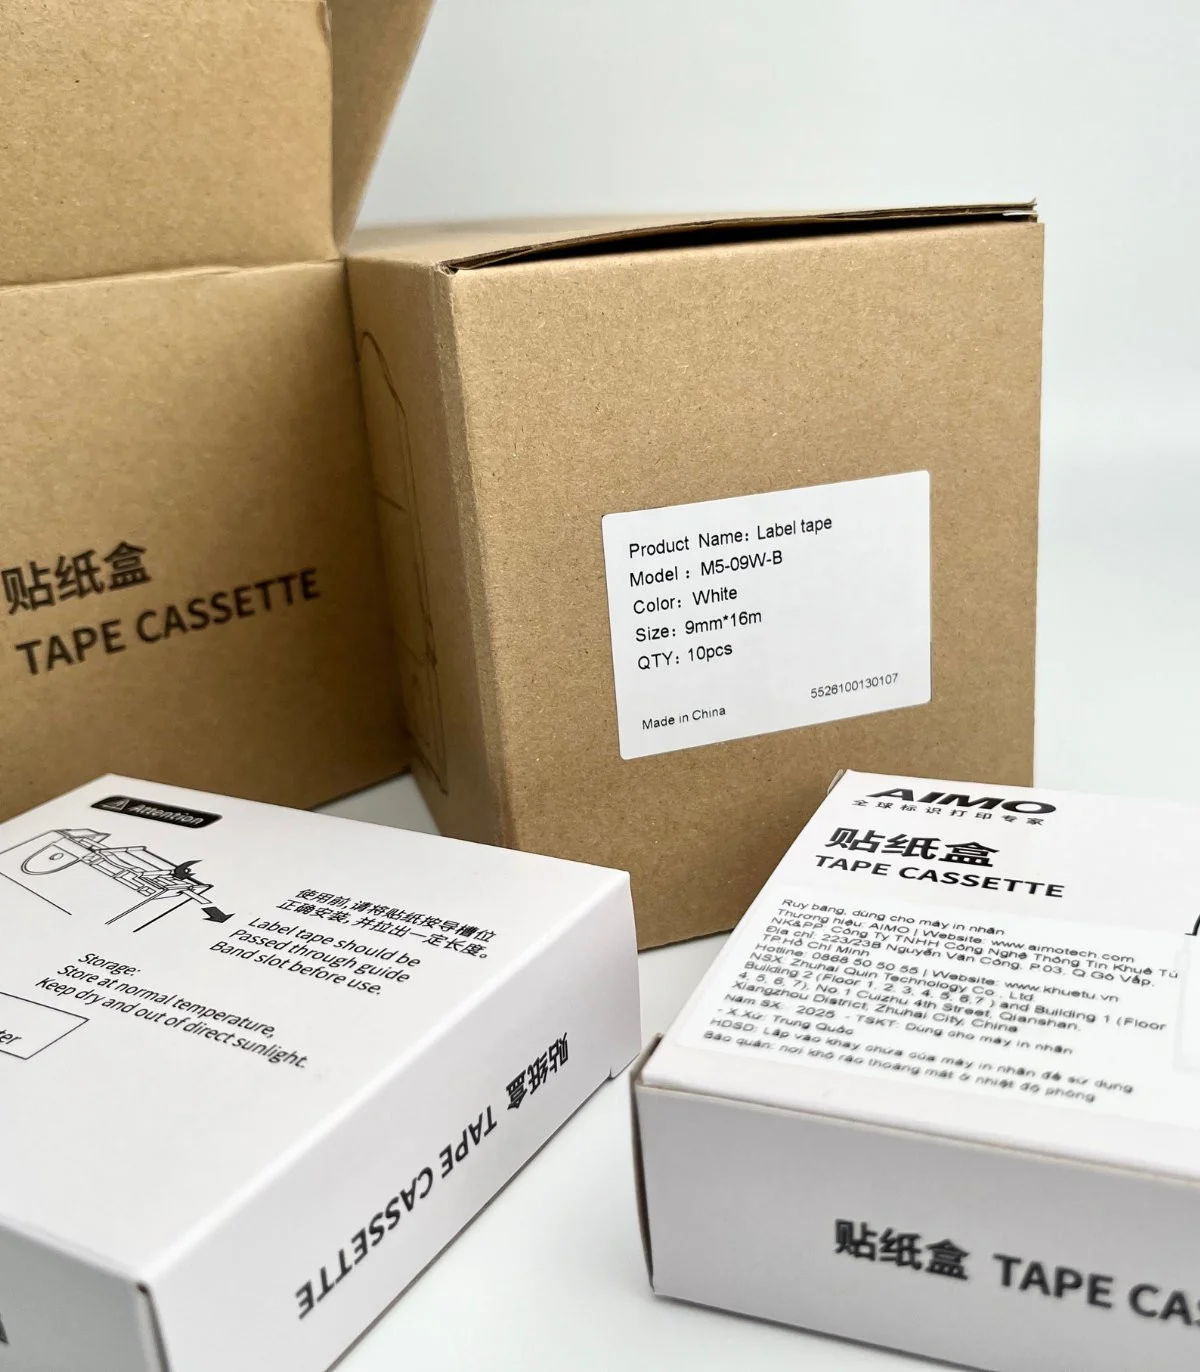 贴纸盒
TAPE CASSETTE
Product Name: Label tape
Model : M5-09W-B
Color: White
Size: 9mm*16m
QTY: 10pcs
5526100130107
Made in China
Attention
使用前,请将贴纸按导槽位
正确安装, 并拉出一定长度。
Label tape should be
Passed through guide
Band slot before use.
Storage:
Store at normal temperature,
Keep dry and out of direct sunlight.
贴纸盒 TAPE CASSETTE
AIMO
全球标识打印专家
贴纸盒
TAPE CASSETTE
Ruy băng, dùng cho máy in nhãn
Thương hiệu: AIMO | Website: www.aimotech.com
NK&PP: Công Ty TNHH Công Nghệ Thông Tin Khuê Tú
Địa chỉ: 223/23B Nguyễn Văn Công, P.03, Q Gò Vấp,
TP.Hồ Chí Minh
Hotline: 0868 50 50 55 | Website: www.khuetu.vn
NSX: Zhuhai Quin Technology Co., Ltd
Building 2 (Floor 1, 2, 3, 4, 5, 6,7 ) and Building 1 (Floor
4, 5, 6, 7), No 1 Cuizhu 4th Street, Qianshan,
Xiangzhou District, Zhuhai City, China
Năm SX: 2025 - TSKT: Dùng cho máy in nhãn
- X.Xứ: Trung Quốc
HDSD: Lắp vào khay chứa của máy in nhãn để sử dụng
Bảo quản: nơi khô ráo thoáng mát ở nhiệt độ phòng
贴纸盒 TAPE CAS